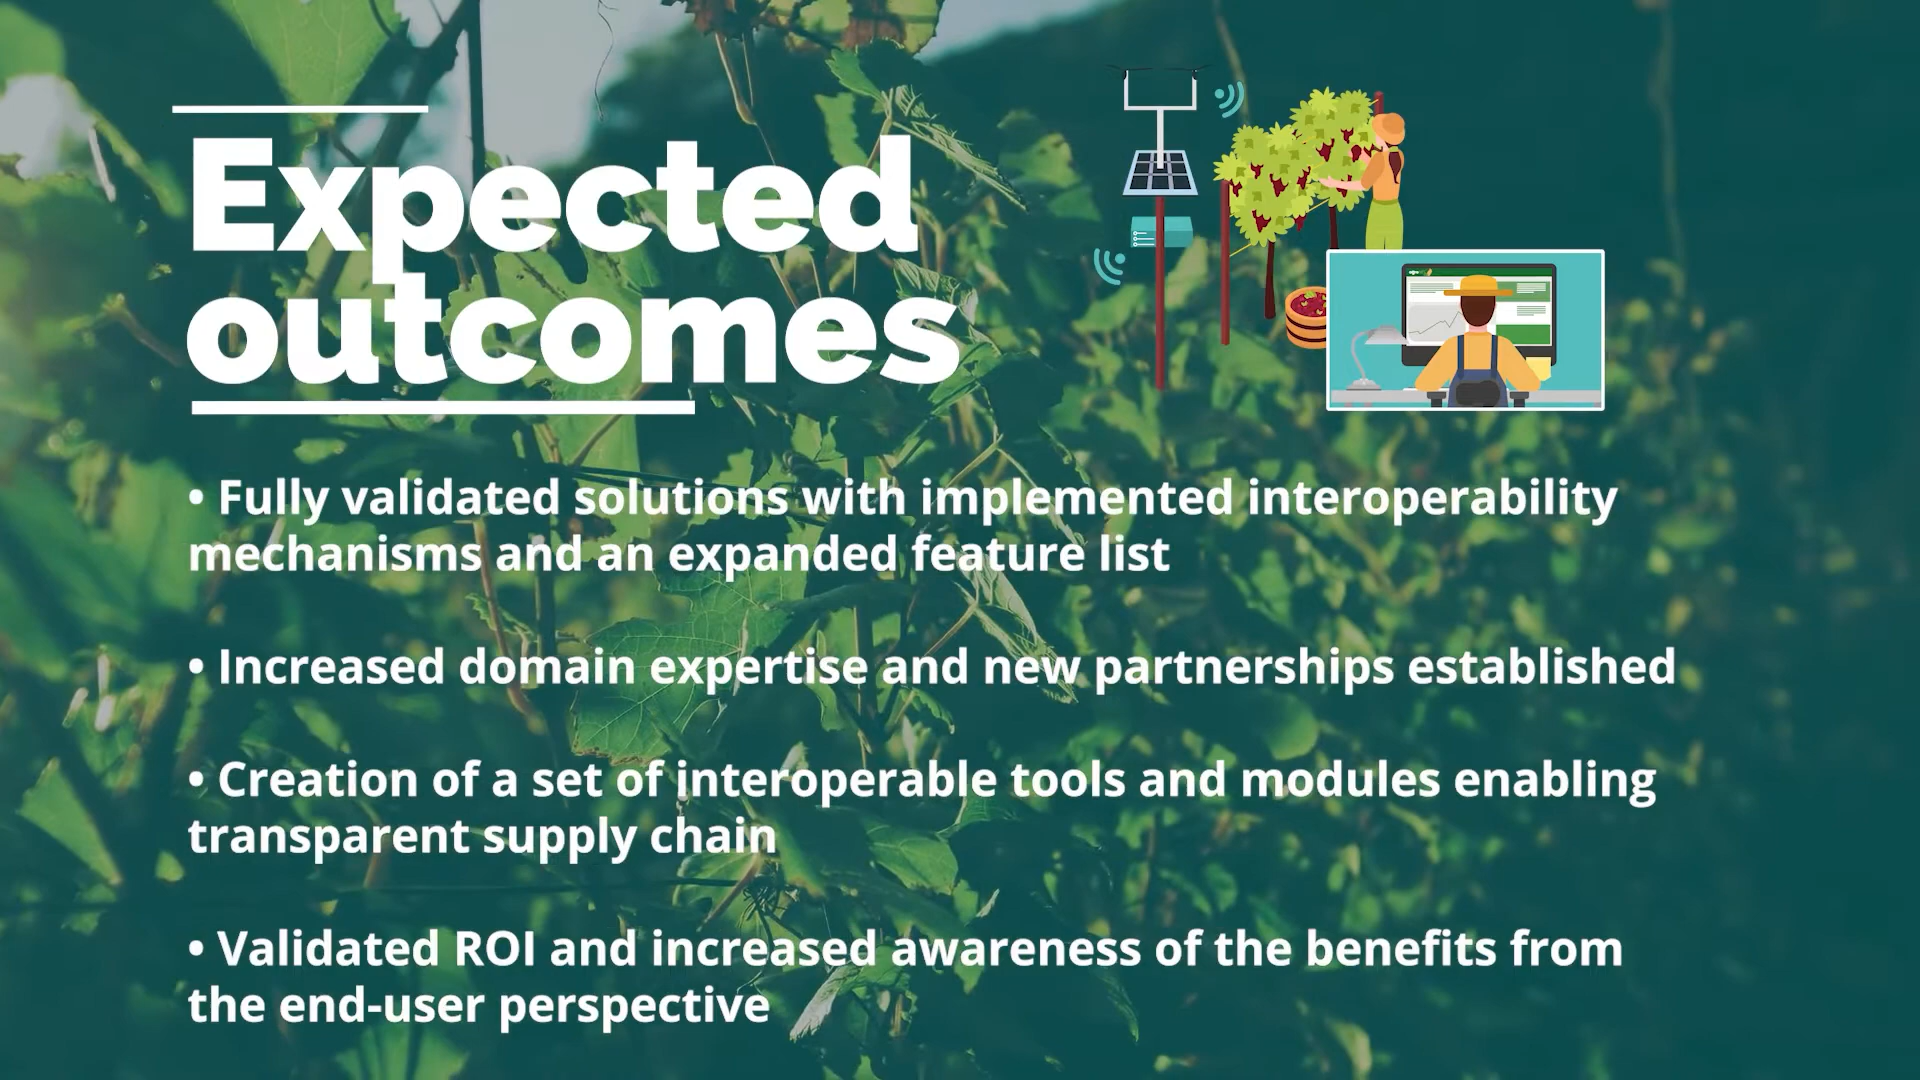 Expected
outcomes
• Fully validated solutions with implemented interoperability
mechanisms and an expanded feature list
• Increased domain expertise and new partnerships established
• Creation of a set of interoperable tools and modules enabling
transparent supply chain
• Validated ROI and increased awareness of the benefits from
the end-user perspective